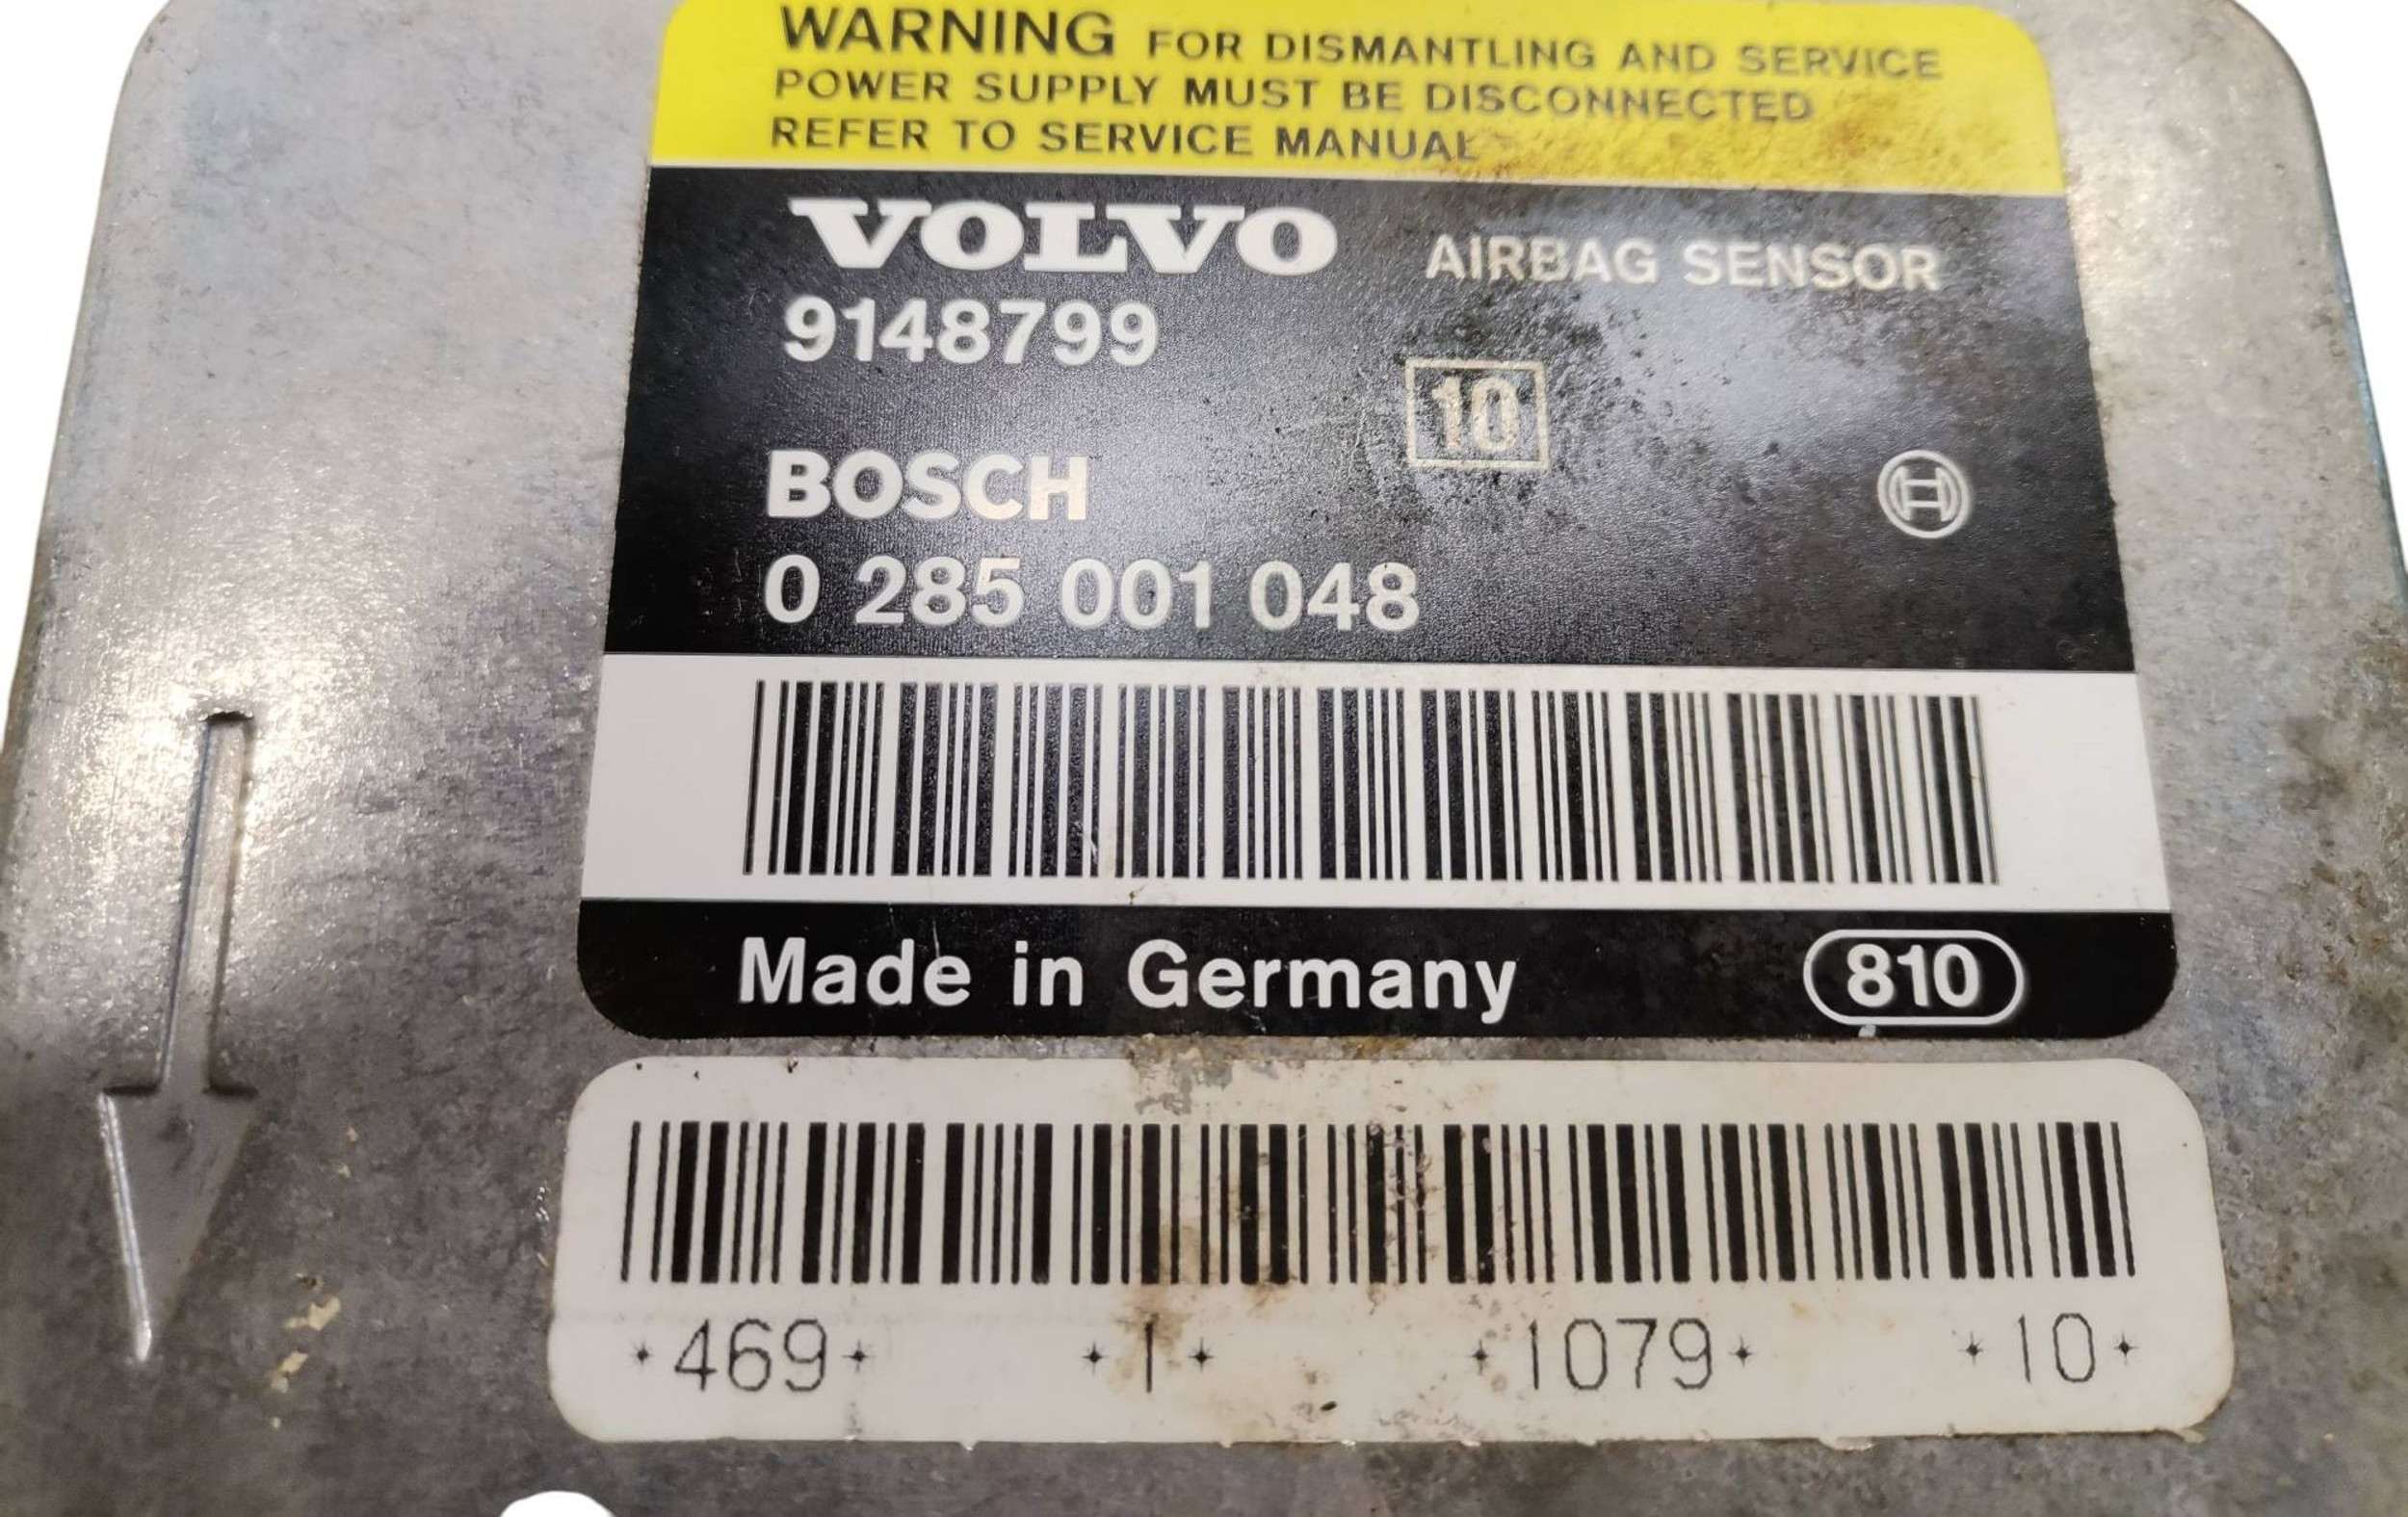 WARNING FOR DISMANTLING AND SERVICE
POWER SUPPLY MUST BE DISCONNECTED
REFER TO SERVICE MANUAL
VOLVO AIRBAG SENSOR
9148799
10
BOSCH
0 285 001 048
Made in Germany 810
*469* *1* *1079* *10*